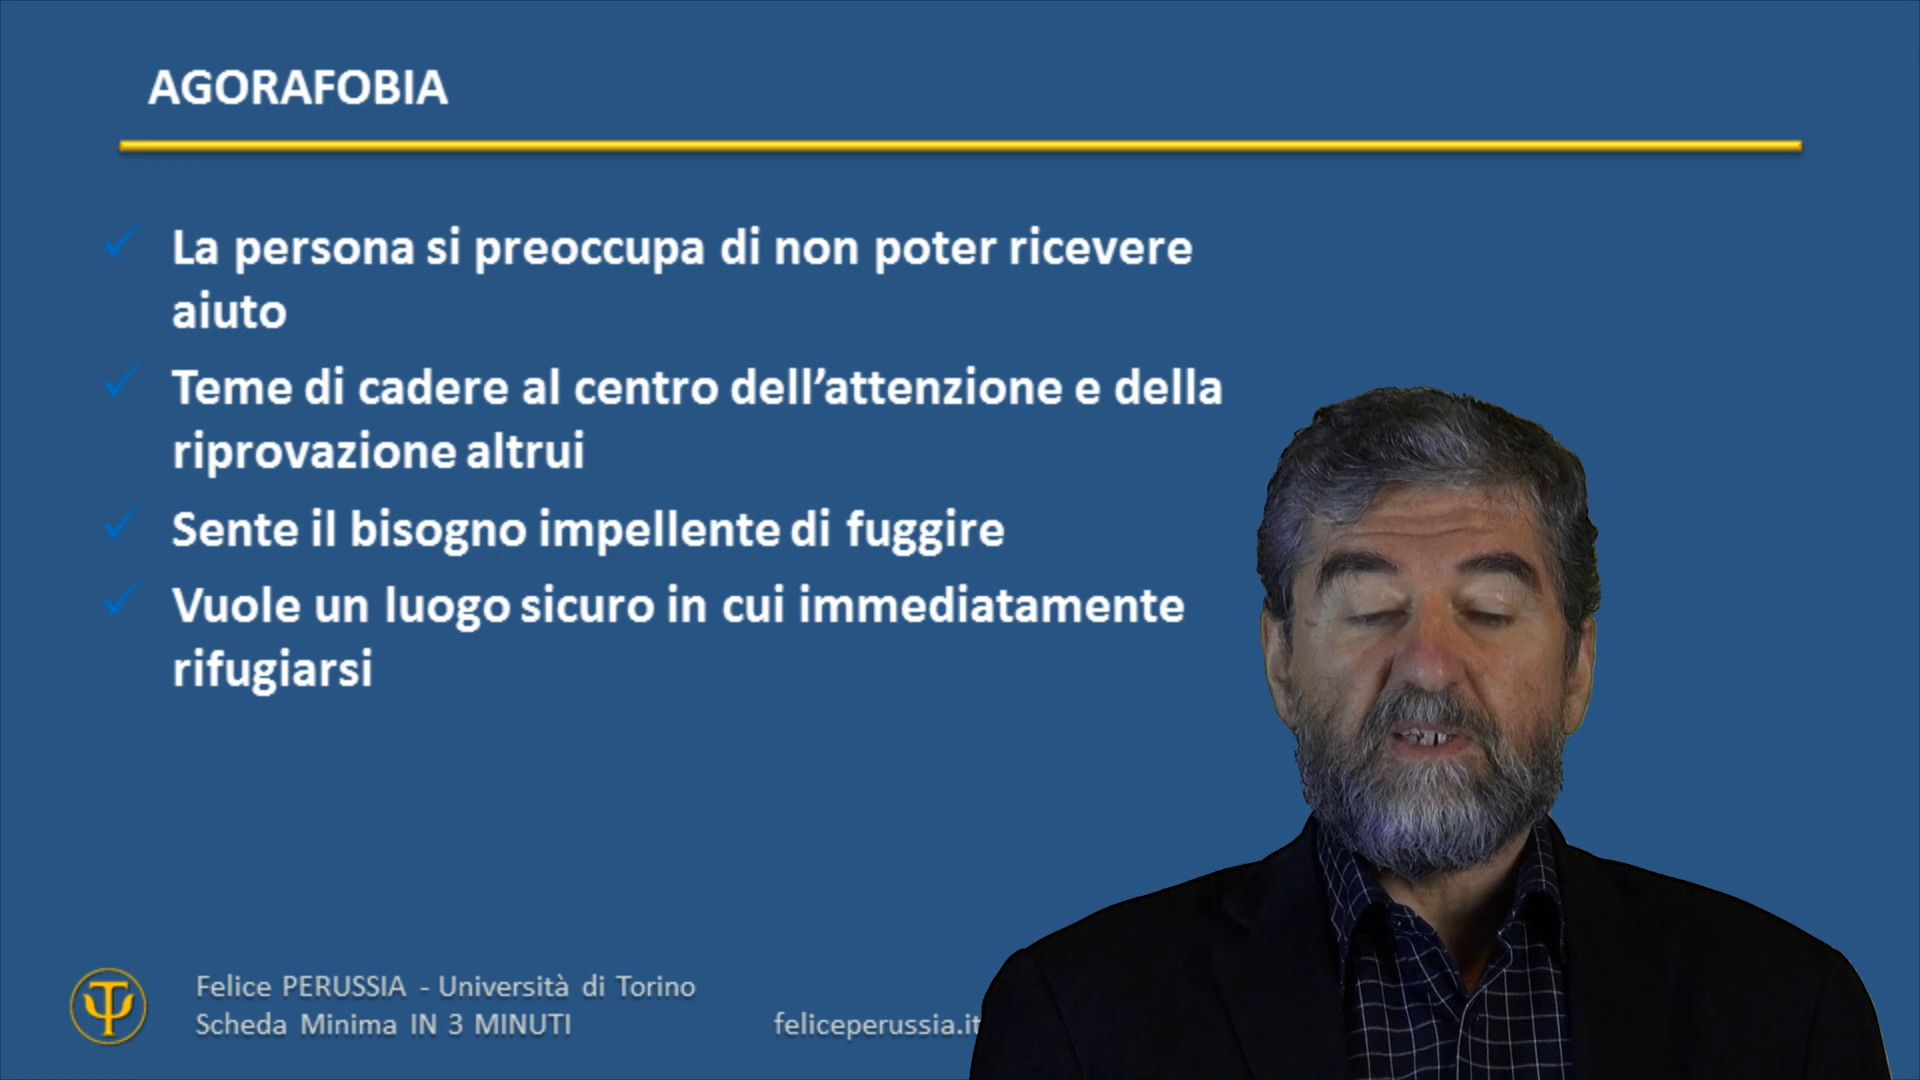 AGORAFOBIA
La persona si preoccupa di non poter ricevere
aiuto
Teme di cadere al centro dell’attenzione e della
riprovazione altrui
Sente il bisogno impellente di fuggire
Vuole un luogo sicuro in cui immediatamente
rifugiarsi
Felice PERUSSIA - Università di Torino
Scheda Minima IN 3 MINUTI
feliceperussia.it